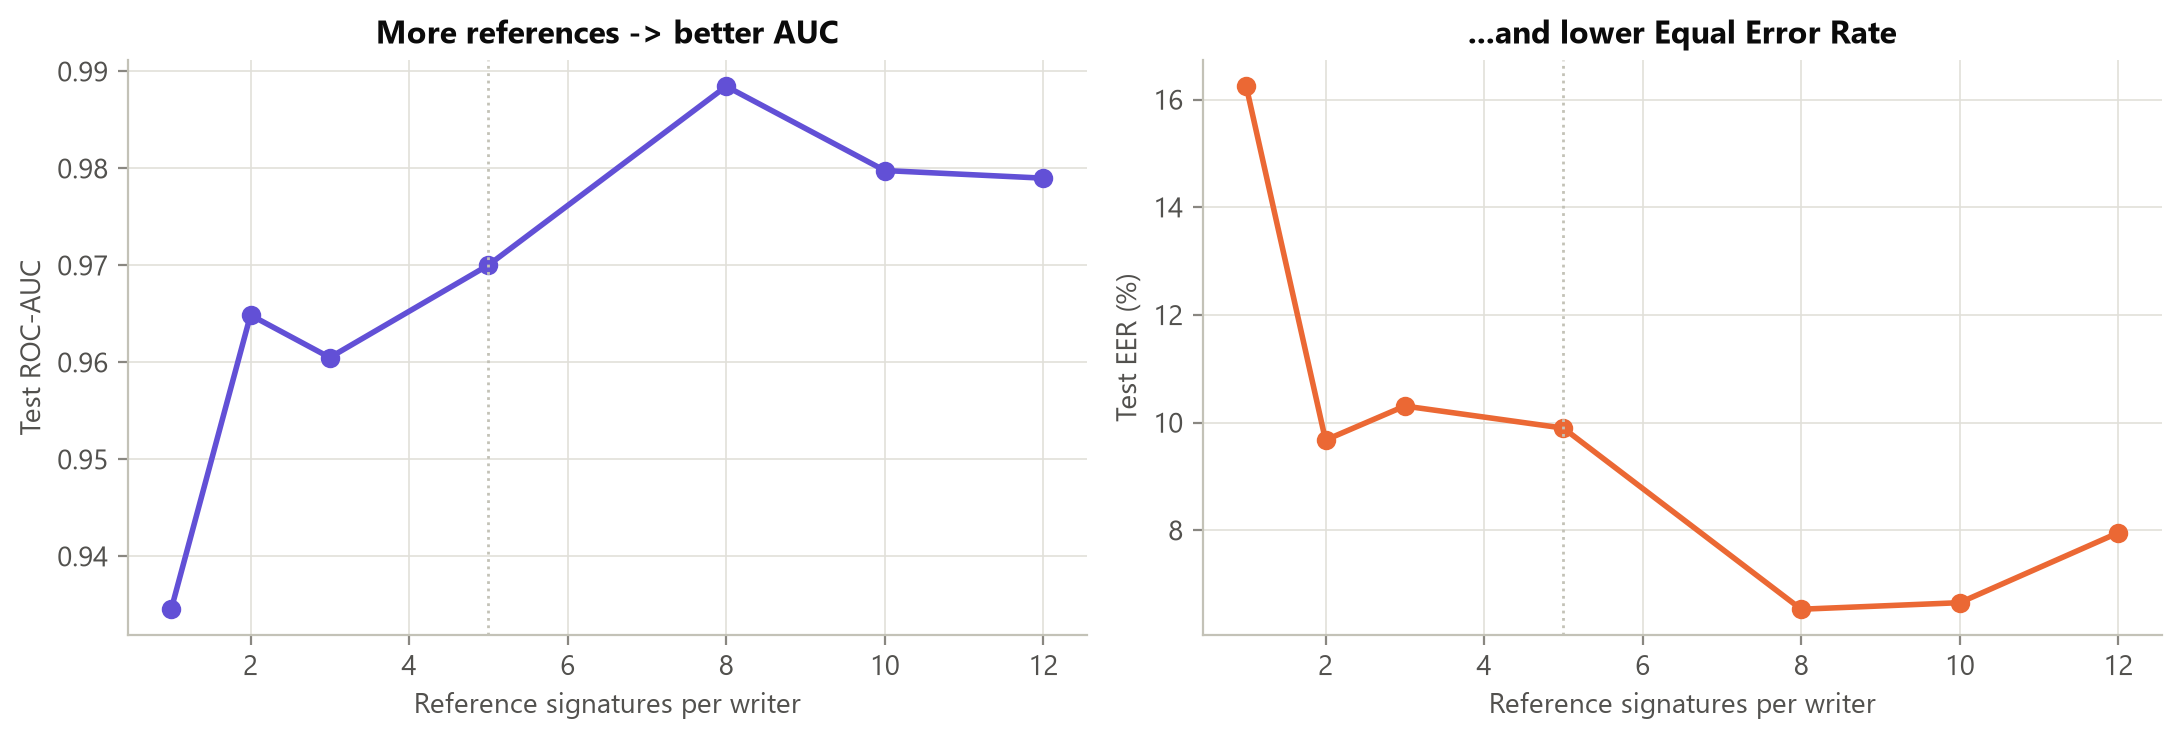 More references -> better AUC
0.99
0.98
0.97
0.96
0.95
0.94
Test ROC-AUC
2 4 6 8 10 12
Reference signatures per writer
...and lower Equal Error Rate
16
14
12
10
8
Test EER (%)
2 4 6 8 10 12
Reference signatures per writer